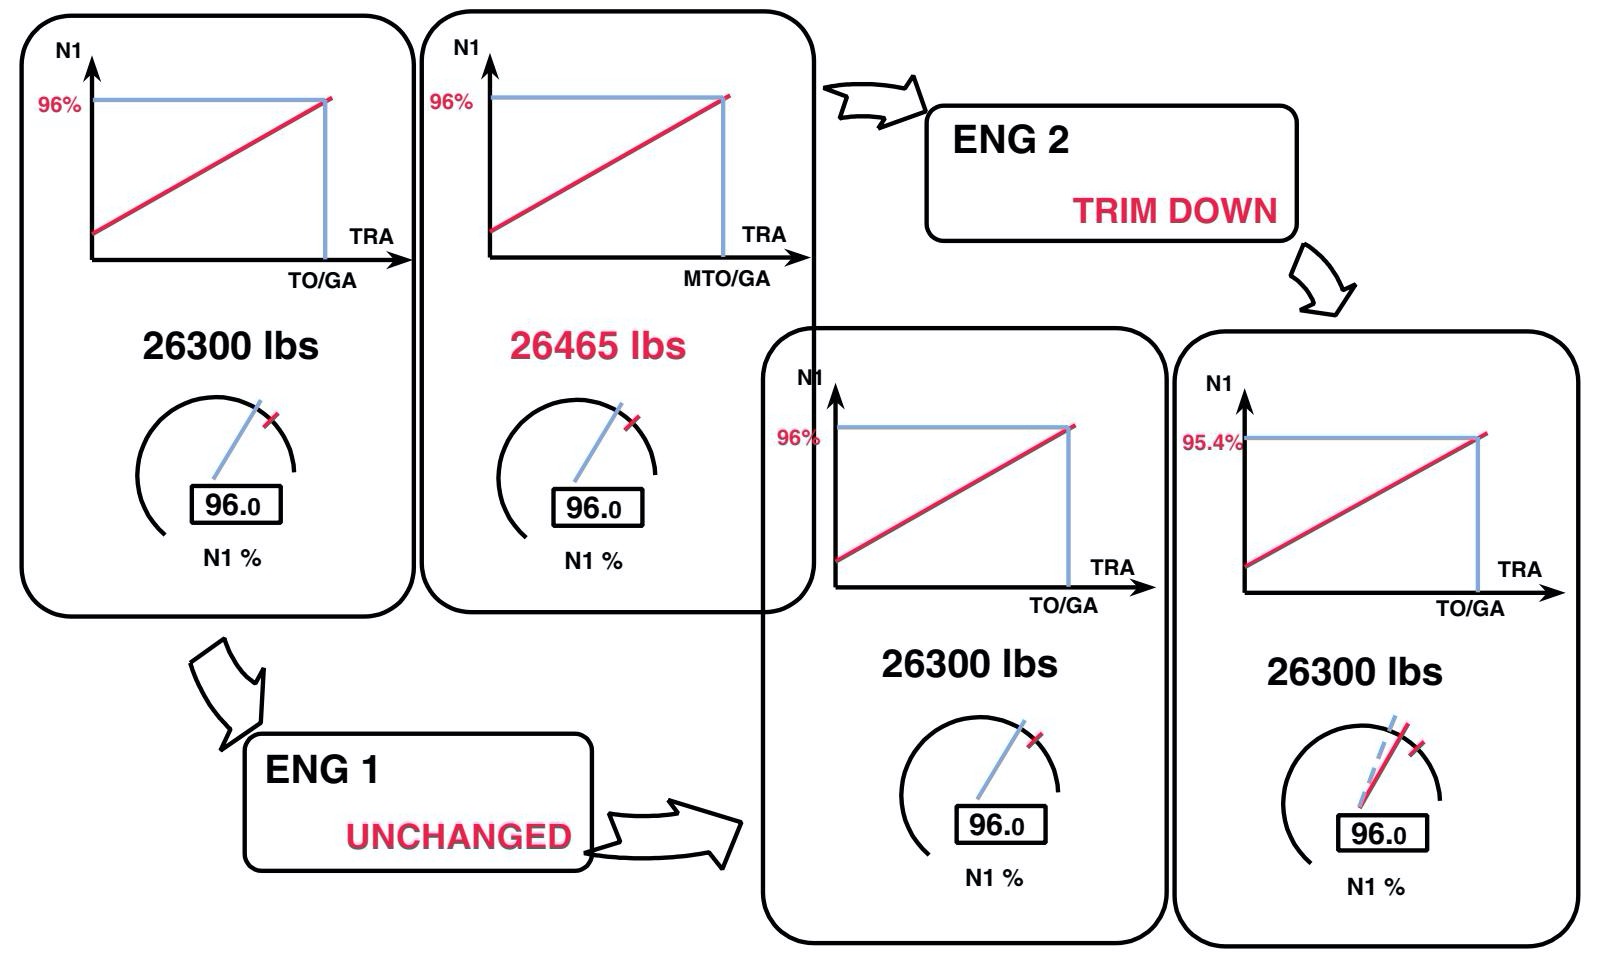 N1
96%
TRA
TO/GA
26300 lbs
96.0
N1 %
N1
96%
TRA
MTO/GA
26465 lbs
96.0
N1 %
ENG 2
TRIM DOWN
ENG 1
UNCHANGED
N1
96%
TRA
TO/GA
26300 lbs
96.0
N1 %
N1
95.4%
TRA
TO/GA
26300 lbs
96.0
N1 %